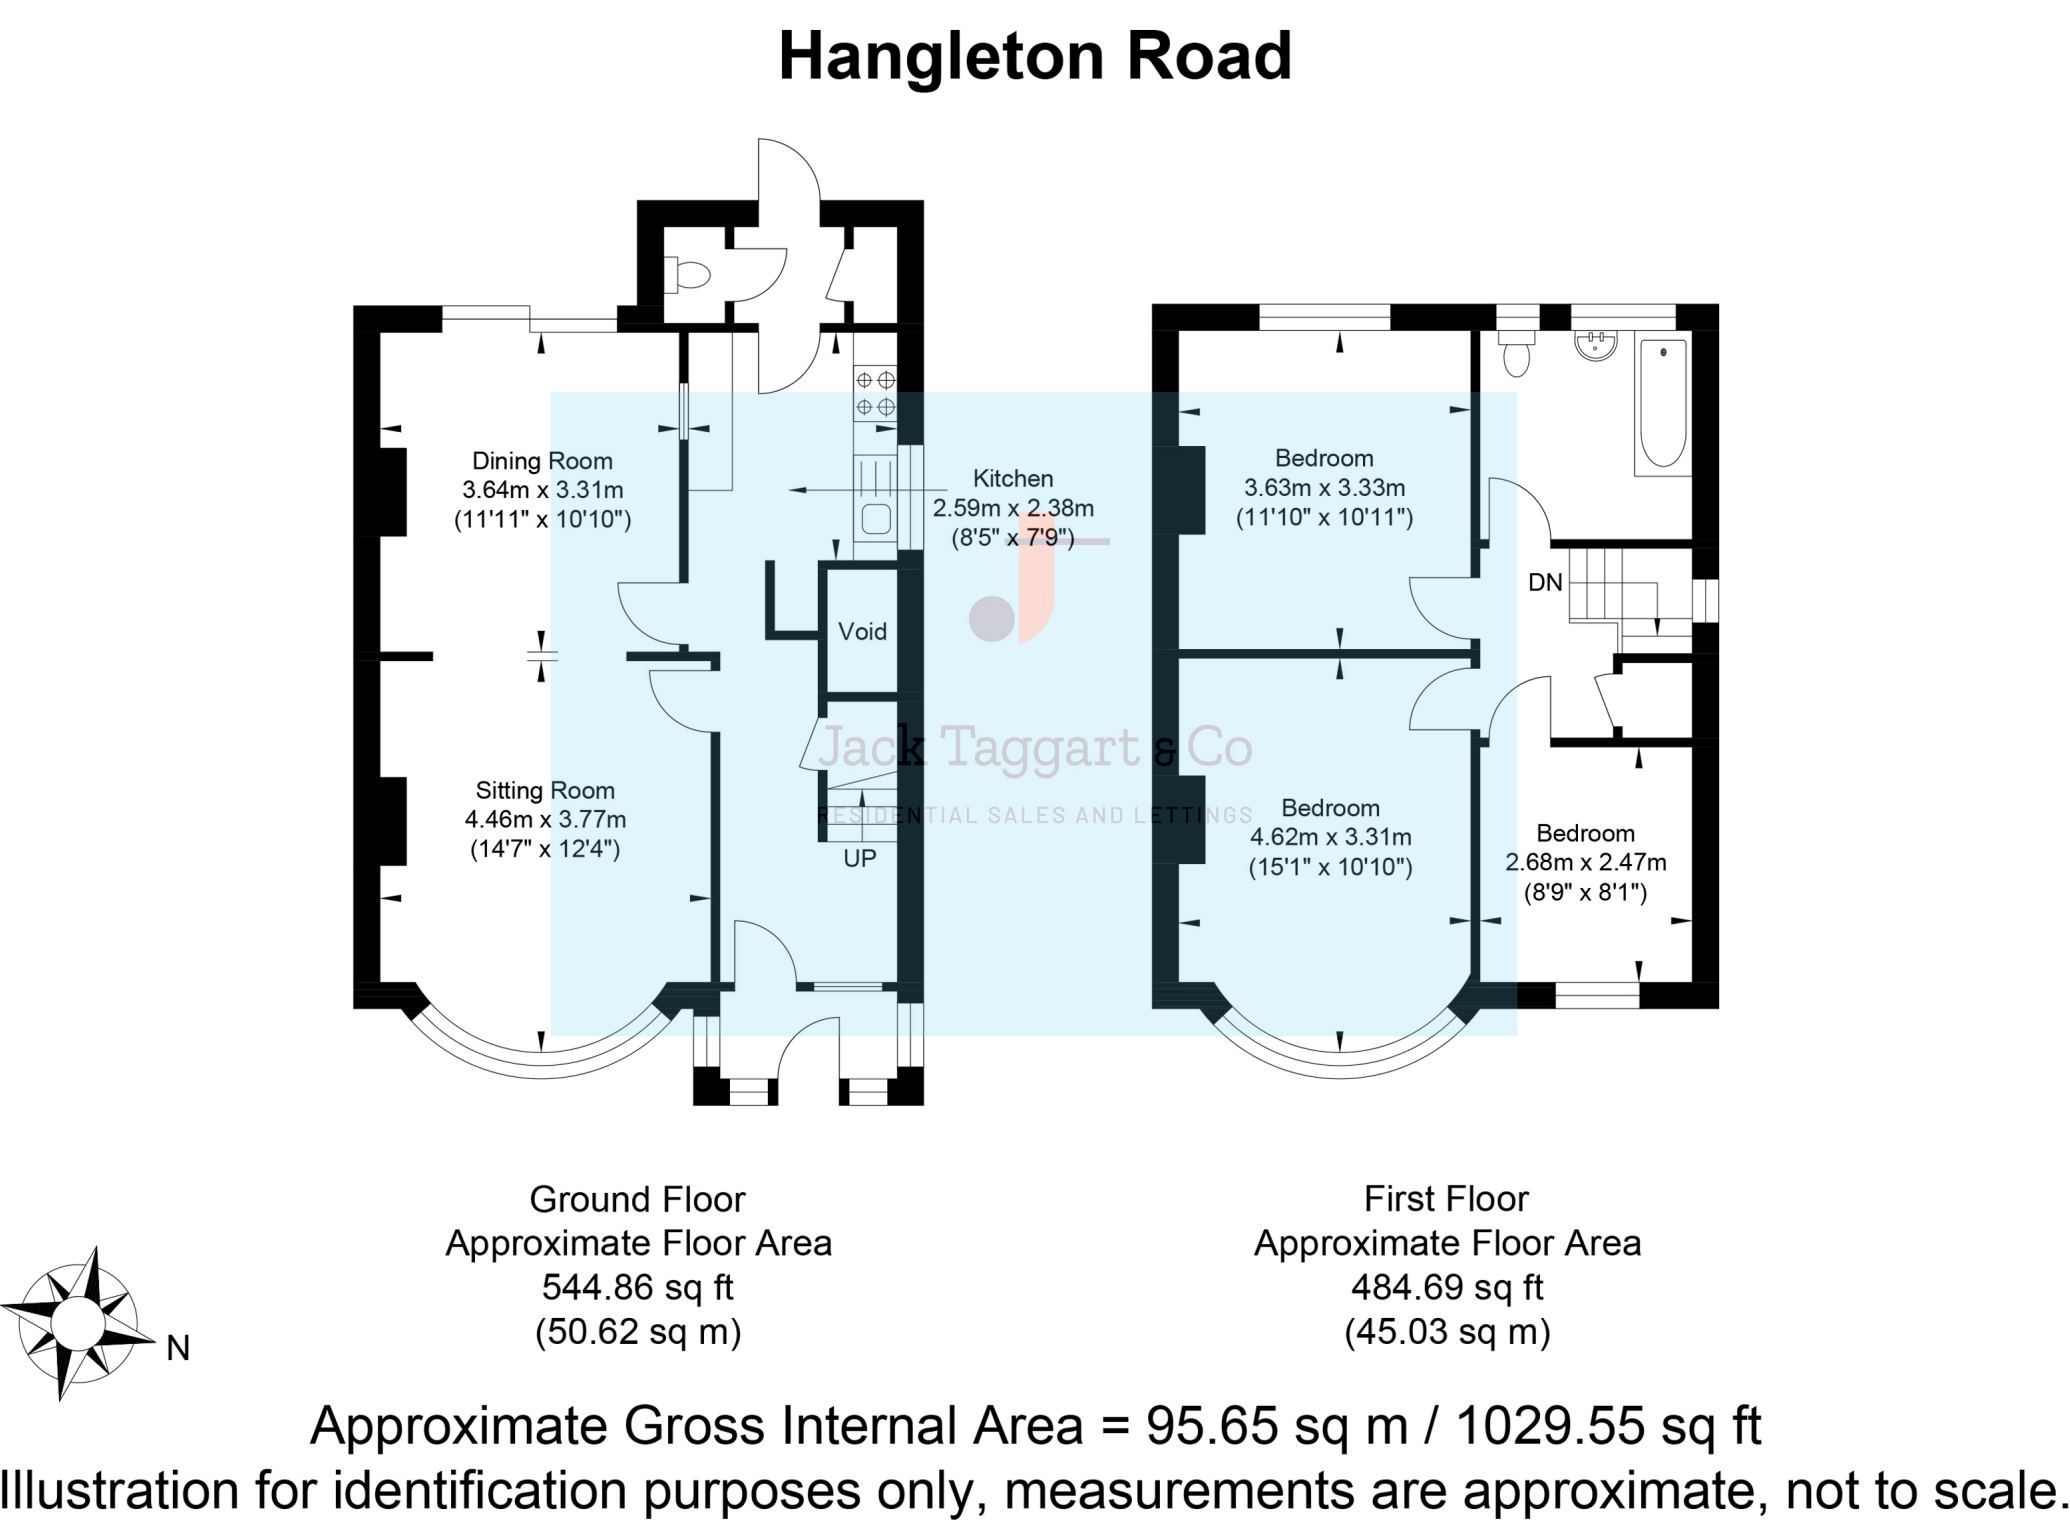 Hangleton Road
Dining Room
3.64m x 3.31m
(11'11" x 10'10")
Kitchen
2.59m x 2.38m
(8'5" x 7'9")
Void
Sitting Room
4.46m x 3.77m
(14'7" x 12'4")
UP
Bedroom
3.63m x 3.33m
(11'10" x 10'11")
DN
Bedroom
4.62m x 3.31m
(15'1" x 10'10")
Bedroom
2.68m x 2.47m
(8'9" x 8'1")
Jack Taggart & Co
RESIDENTIAL SALES AND LETTINGS
Ground Floor
Approximate Floor Area
544.86 sq ft
(50.62 sq m)
First Floor
Approximate Floor Area
484.69 sq ft
(45.03 sq m)
N
Approximate Gross Internal Area = 95.65 sq m / 1029.55 sq ft
Illustration for identification purposes only, measurements are approximate, not to scale.